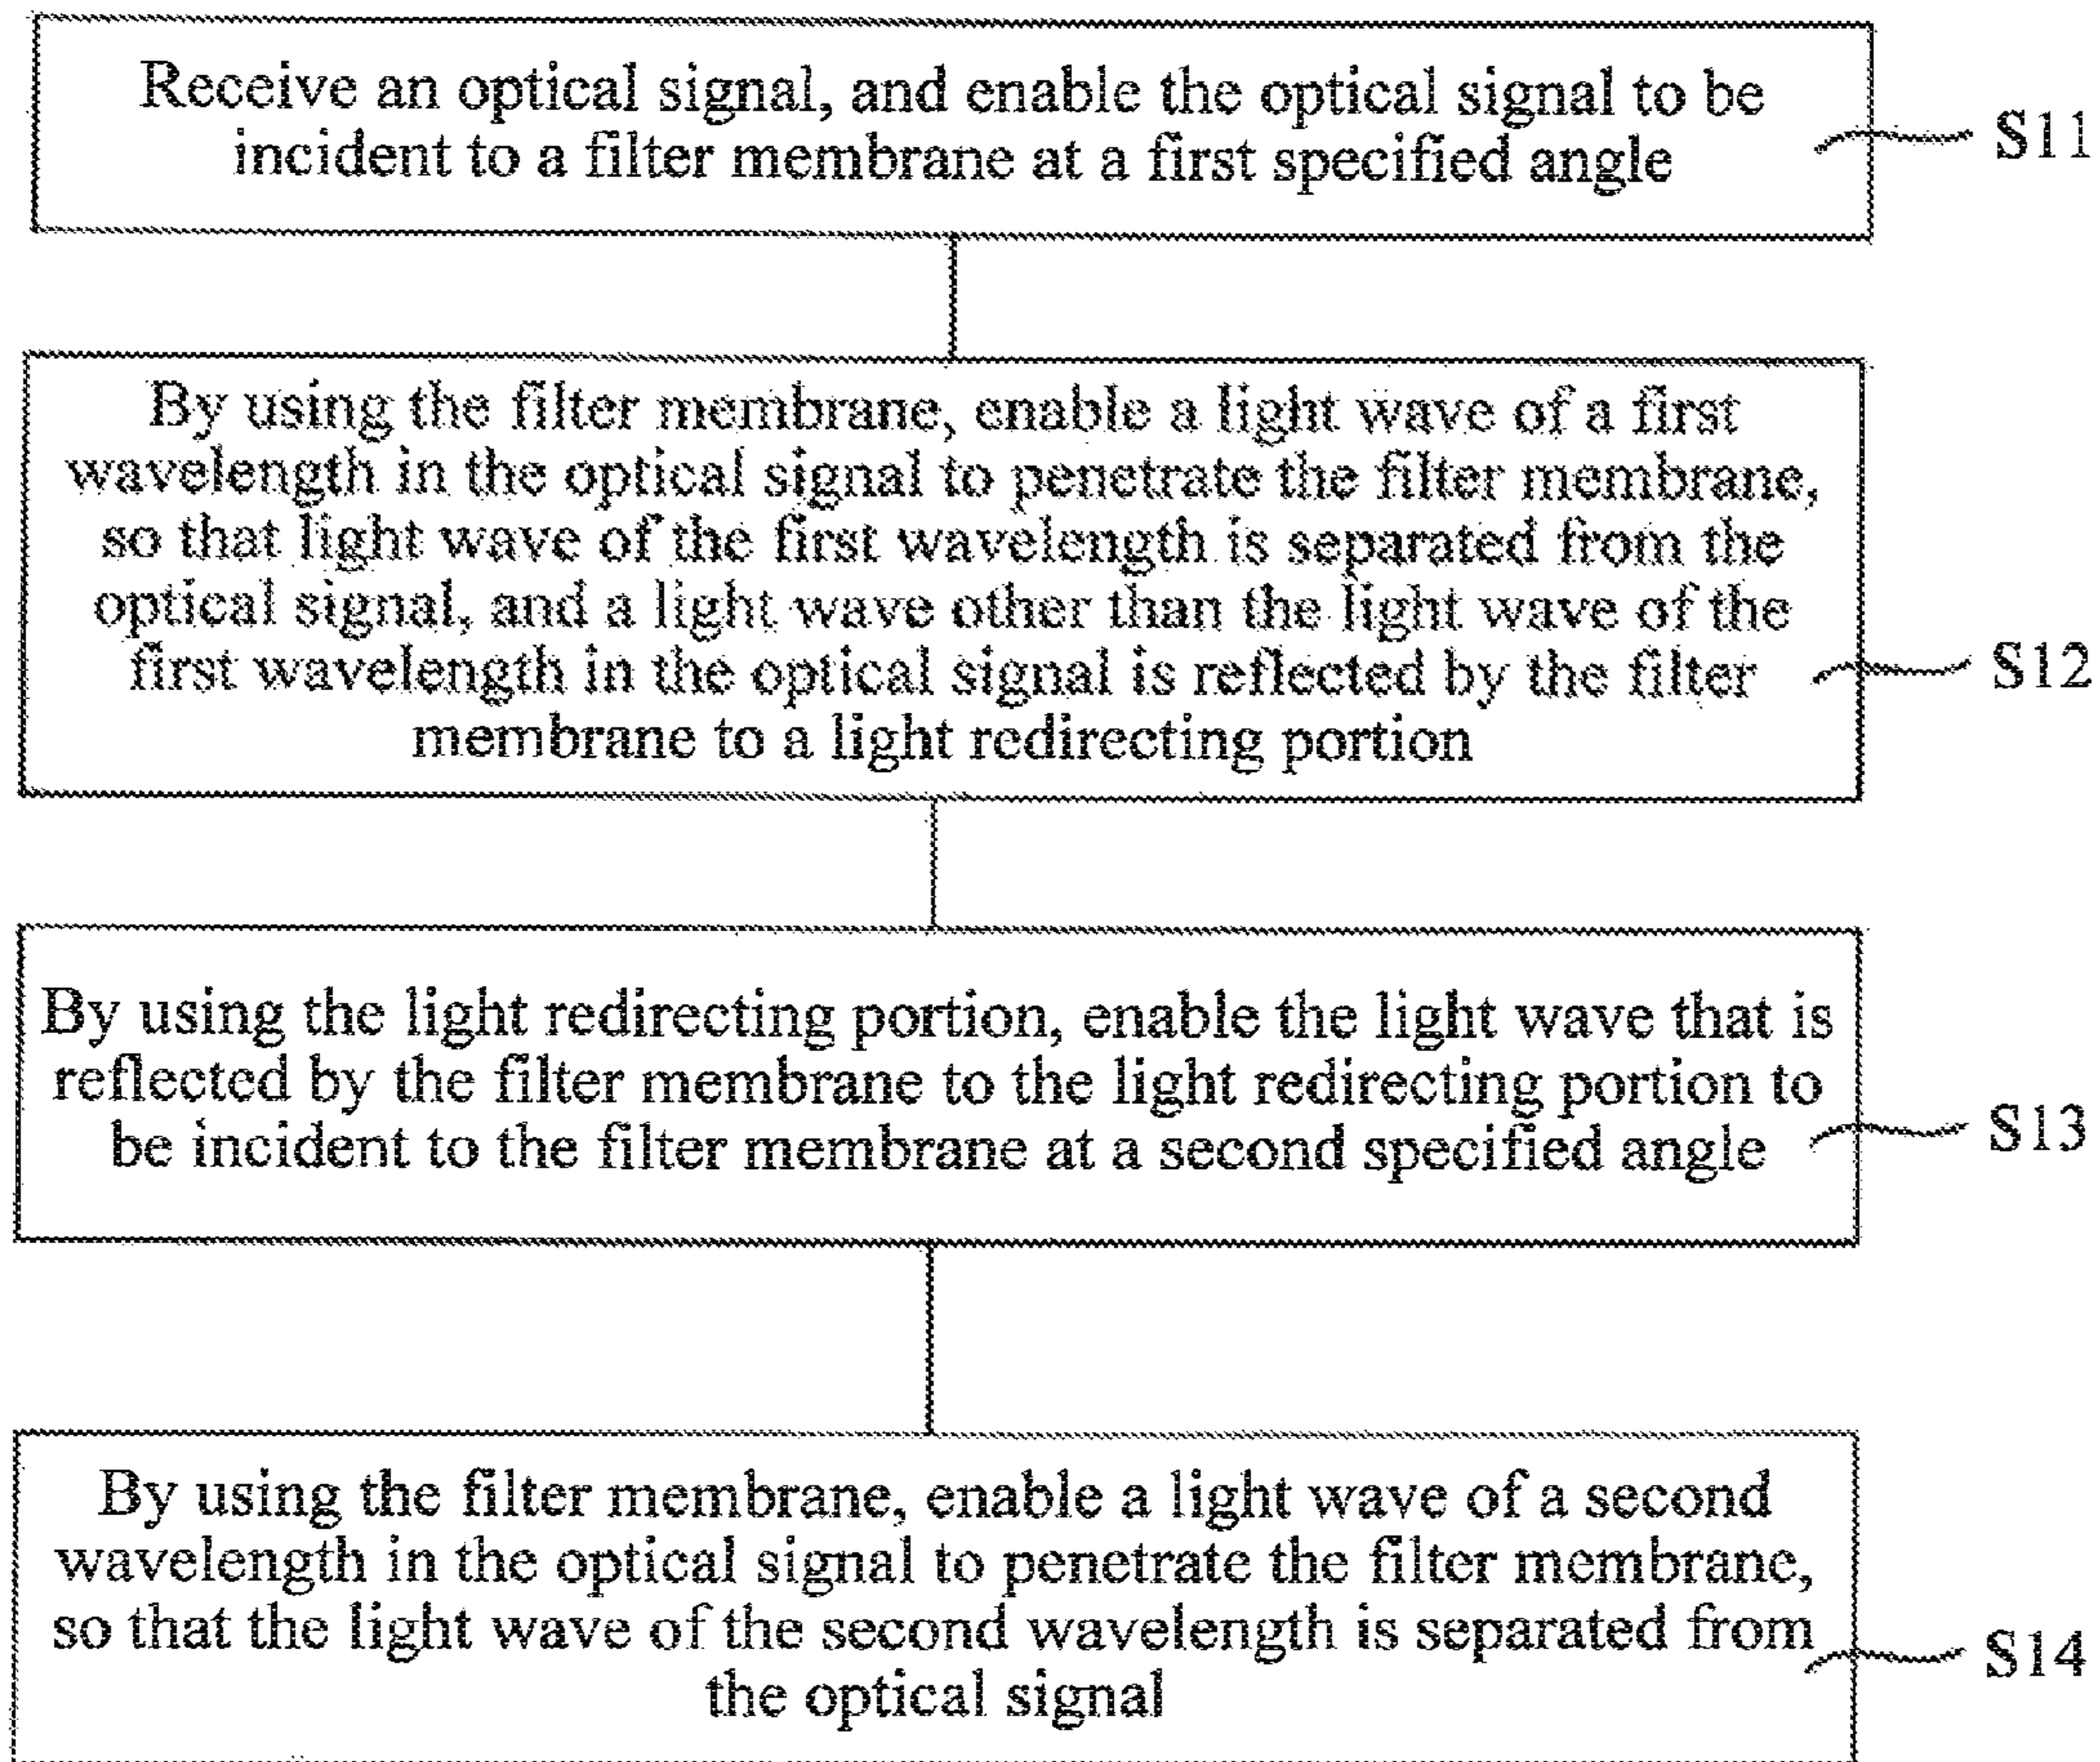 Receive an optical signal, and enable the optical signal to be
incident to a filter membrane at a first specified angle
S11
By using the filter membrane, enable a light wave of a first
wavelength in the optical signal to penetrate the filter membrane,
so that light wave of the first wavelength is separated from the
optical signal, and a light wave other than the light wave of the
first wavelength in the optical signal is reflected by the filter
membrane to a light redirecting portion
S12
By using the light redirecting portion, enable the light wave that is
reflected by the filter membrane to the light redirecting portion to
be incident to the filter membrane at a second specified angle
S13
By using the filter membrane, enable a light wave of a second
wavelength in the optical signal to penetrate the filter membrane,
so that the light wave of the second wavelength is separated from
the optical signal
S14